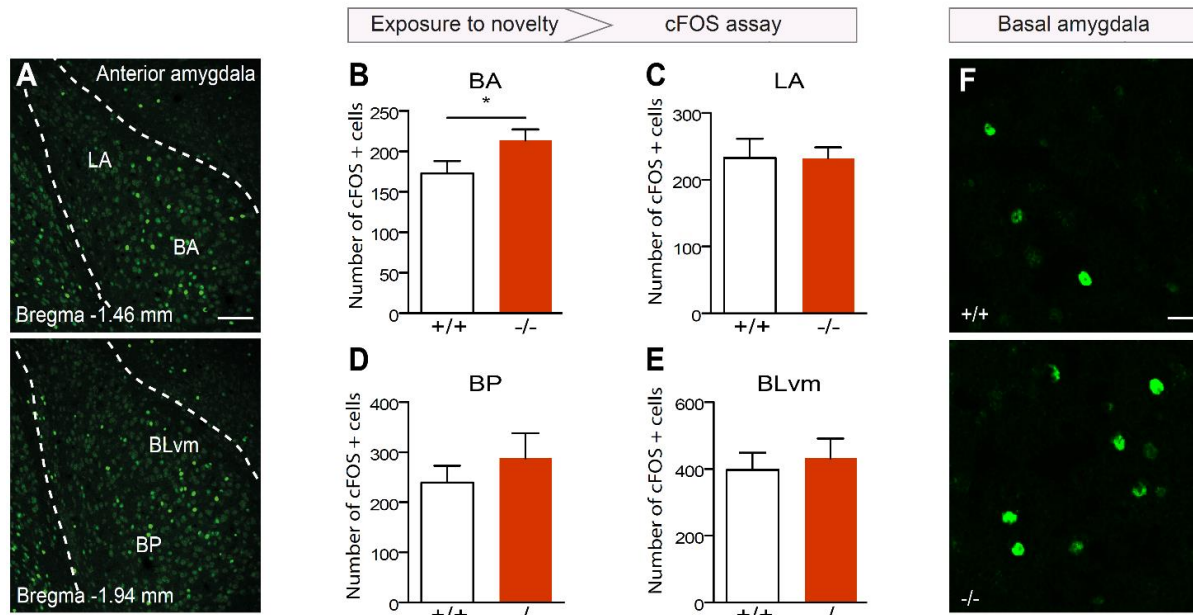 Exposure to novelty
cFOS assay
Basal amygdala
A
Anterior amygdala
LA
BA
Bregma -1.46 mm
BLvm
BP
Bregma -1.94 mm
B
BA
*
Number of cFOS + cells
250
200
150
100
50
0
+/+
-/-
C
LA
Number of cFOS + cells
300
200
100
0
+/+
-/-
D
BP
Number of cFOS + cells
400
300
200
100
0
+/+
-/-
E
BLvm
Number of cFOS + cells
600
400
200
0
+/+
-/-
F
+/+
-/-